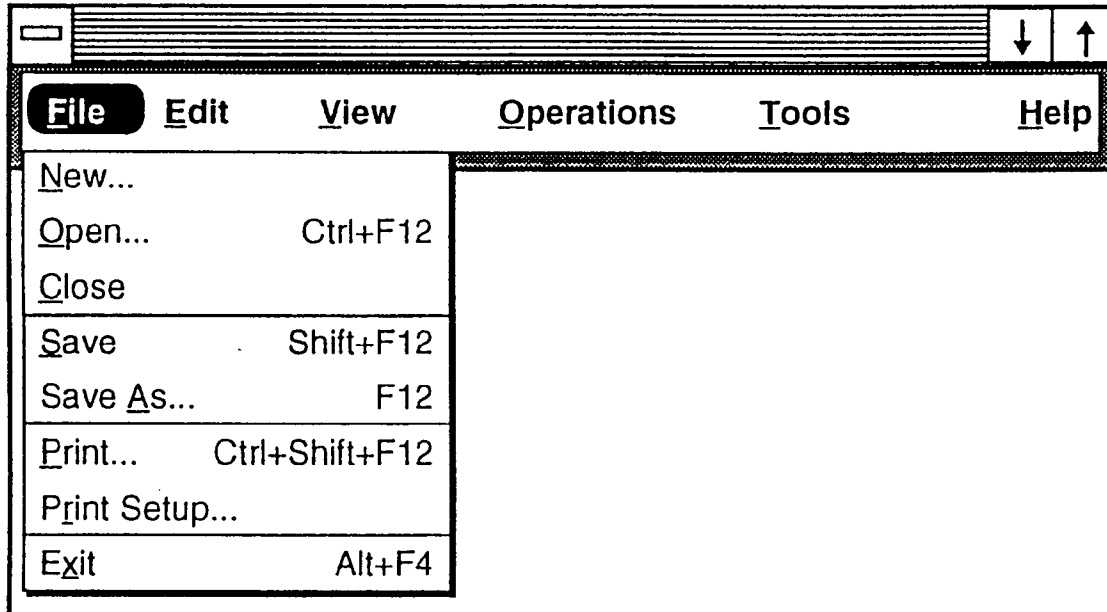 File Edit View Operations Tools Help
New...
Open... Ctrl+F12
Close
Save Shift+F12
Save As... F12
Print... Ctrl+Shift+F12
Print Setup...
Exit Alt+F4